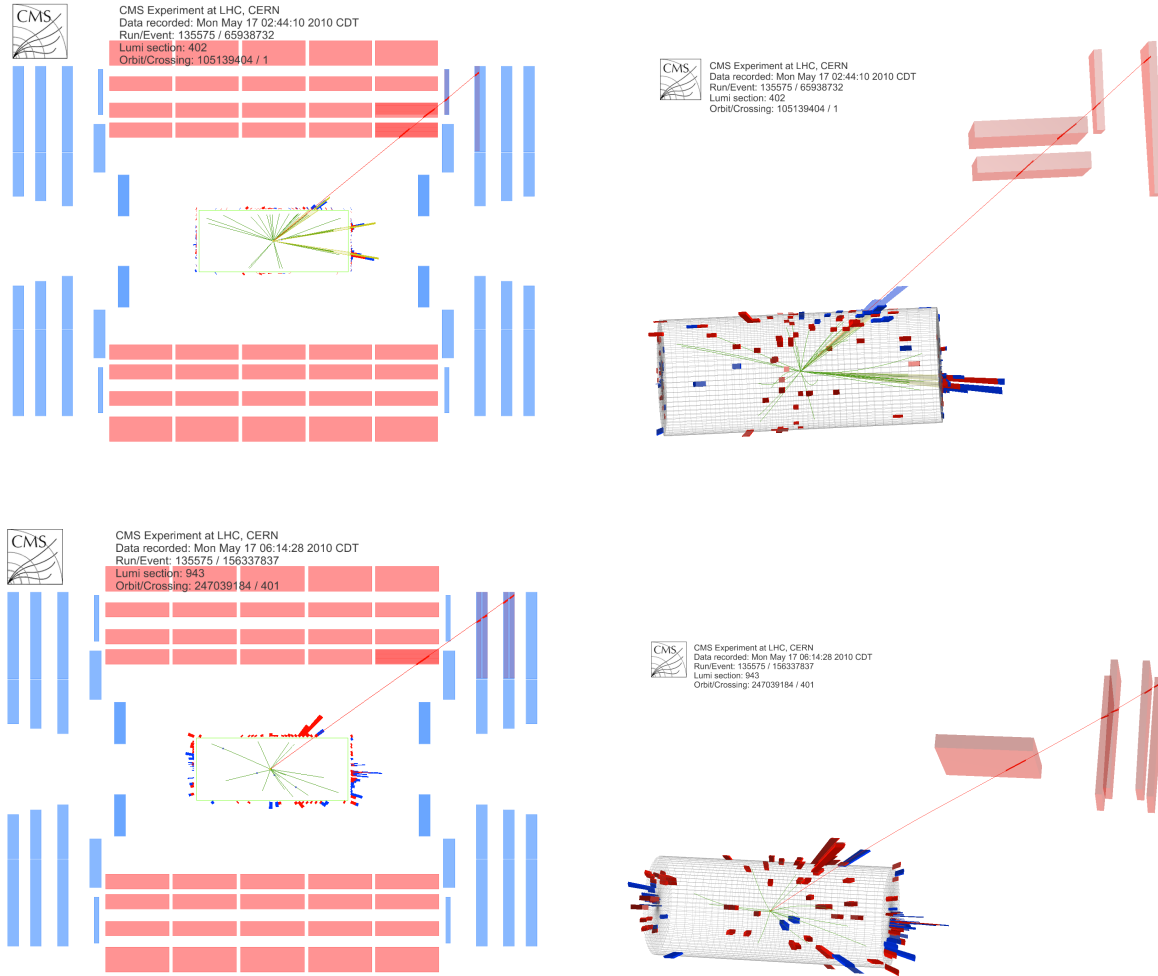 CMS
CMS Experiment at LHC, CERN
Data recorded: Mon May 17 02:44:10 2010 CDT
Run/Event: 135575 / 65938732
Lumi section: 402
Orbit/Crossing: 105139404 / 1
CMS
CMS Experiment at LHC, CERN
Data recorded: Mon May 17 02:44:10 2010 CDT
Run/Event: 135575 / 65938732
Lumi section: 402
Orbit/Crossing: 105139404 / 1
CMS
CMS Experiment at LHC, CERN
Data recorded: Mon May 17 06:14:28 2010 CDT
Run/Event: 135575 / 156337837
Lumi section: 943
Orbit/Crossing: 247039184 / 401
CMS
CMS Experiment at LHC, CERN
Data recorded: Mon May 17 06:14:28 2010 CDT
Run/Event: 135575 / 156337837
Lumi section: 943
Orbit/Crossing: 247039184 / 401